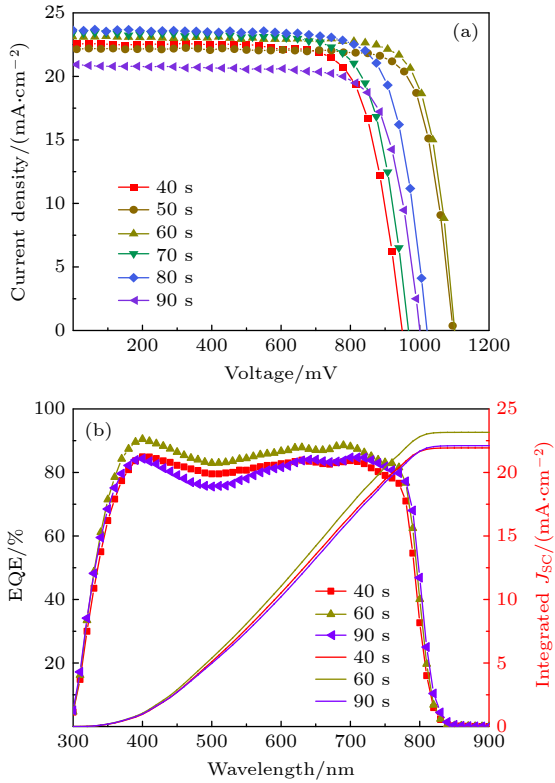 (a)
25
20
15
10
5
0
Current density/(mA·cm⁻²)
40 s
50 s
60 s
70 s
80 s
90 s
0 200 400 600 800 1000 1200
Voltage/mV
(b)
100
80
60
40
20
EQE/%
25
20
15
10
5
0
Integrated J_SC/(mA·cm⁻²)
40 s
60 s
90 s
40 s
60 s
90 s
300 400 500 600 700 800 900
Wavelength/nm